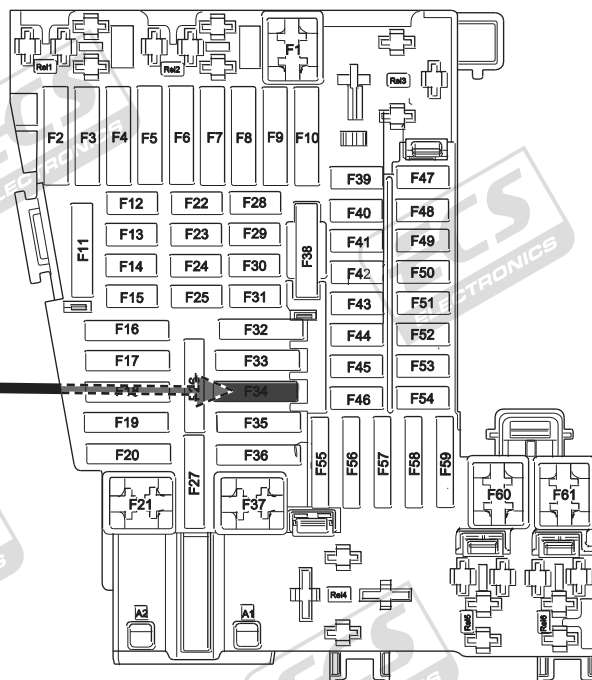 F1
Rel1
Rel2
Rel3
F2 F3 F4 F5 F6 F7 F8 F9 F10
F39 F47
F12 F22 F28
F40 F48
F11 F13 F23 F29 F38 F41 F49
F14 F24 F30 F42 F50
F15 F25 F31 F43 F51
F16 F32 F44 F52
F17 F33 F45 F53
F34 F46 F54
F19 F35
F20 F27 F36 F55 F56 F57 F58 F59
F21 F37 F60 F61
A2 A1
Rel4
Rel5 Rel6
ECS
ELECTRONICS